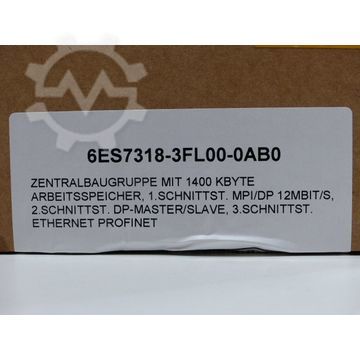 6ES7318-3FL00-0AB0
ZENTRALBAUGRUPPE MIT 1400 KBYTE
ARBEITSSPEICHER, 1.SCHNITTST. MPI/DP 12MBIT/S,
2.SCHNITTST. DP-MASTER/SLAVE, 3.SCHNITTST.
ETHERNET PROFINET